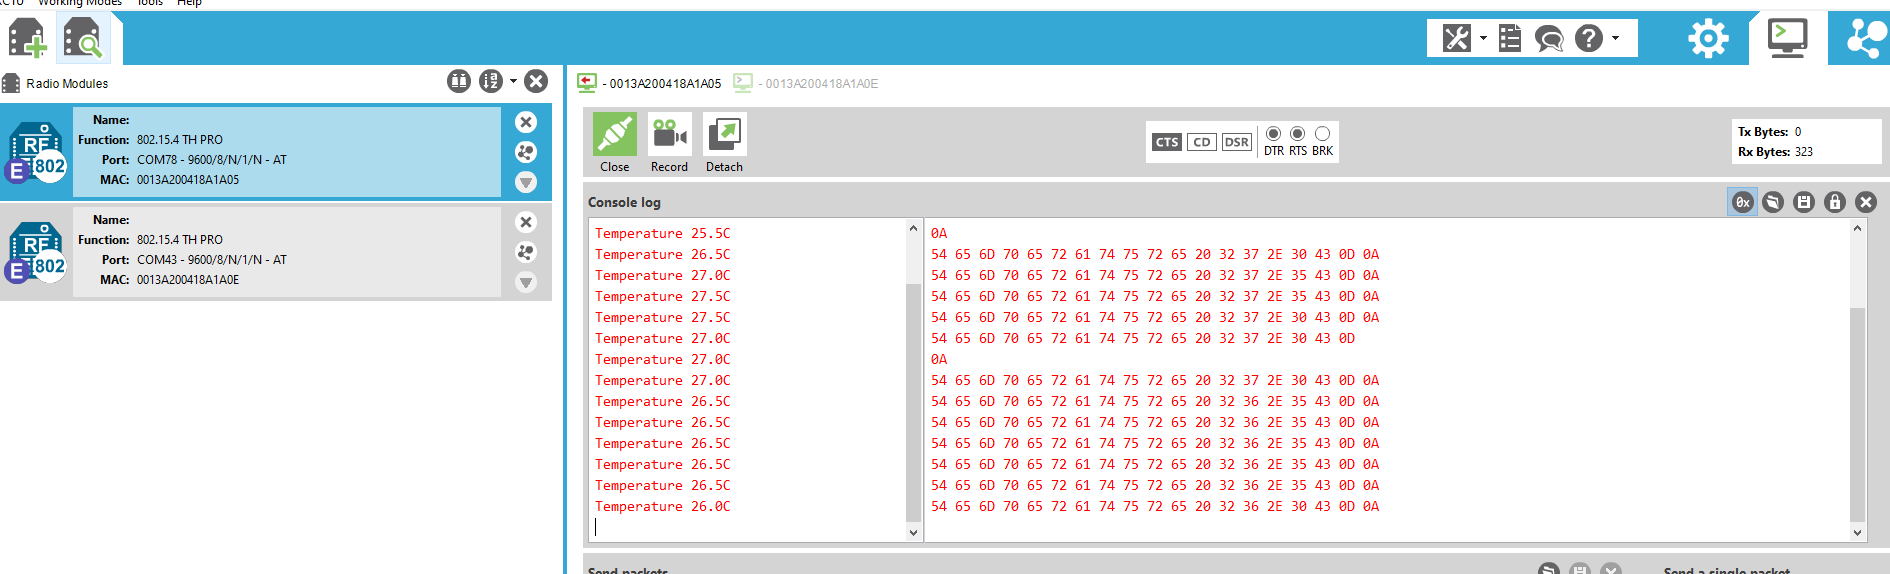 XCTU Working Modes Tools Help
Radio Modules
Name:
Function: 802.15.4 TH PRO
Port: COM78 - 9600/8/N/1/N - AT
MAC: 0013A200418A1A05
RF
E 802
Name:
Function: 802.15.4 TH PRO
Port: COM43 - 9600/8/N/1/N - AT
MAC: 0013A200418A1A0E
RF
E 802
- 0013A200418A1A05 - 0013A200418A1A0E
Close Record Detach
CTS CD DSR DTR RTS BRK
Tx Bytes: 0
Rx Bytes: 323
Console log
0x
Temperature 25.5C
Temperature 26.5C
Temperature 27.0C
Temperature 27.5C
Temperature 27.5C
Temperature 27.0C
Temperature 27.0C
Temperature 27.0C
Temperature 26.5C
Temperature 26.5C
Temperature 26.5C
Temperature 26.5C
Temperature 26.5C
Temperature 26.0C
0A
54 65 6D 70 65 72 61 74 75 72 65 20 32 37 2E 30 43 0D 0A
54 65 6D 70 65 72 61 74 75 72 65 20 32 37 2E 35 43 0D 0A
54 65 6D 70 65 72 61 74 75 72 65 20 32 37 2E 35 43 0D 0A
54 65 6D 70 65 72 61 74 75 72 65 20 32 37 2E 30 43 0D 0A
54 65 6D 70 65 72 61 74 75 72 65 20 32 37 2E 30 43 0D
0A
54 65 6D 70 65 72 61 74 75 72 65 20 32 37 2E 30 43 0D 0A
54 65 6D 70 65 72 61 74 75 72 65 20 32 36 2E 35 43 0D 0A
54 65 6D 70 65 72 61 74 75 72 65 20 32 36 2E 35 43 0D 0A
54 65 6D 70 65 72 61 74 75 72 65 20 32 36 2E 35 43 0D 0A
54 65 6D 70 65 72 61 74 75 72 65 20 32 36 2E 35 43 0D 0A
54 65 6D 70 65 72 61 74 75 72 65 20 32 36 2E 35 43 0D 0A
54 65 6D 70 65 72 61 74 75 72 65 20 32 36 2E 30 43 0D 0A
Send packets
Send a single packet